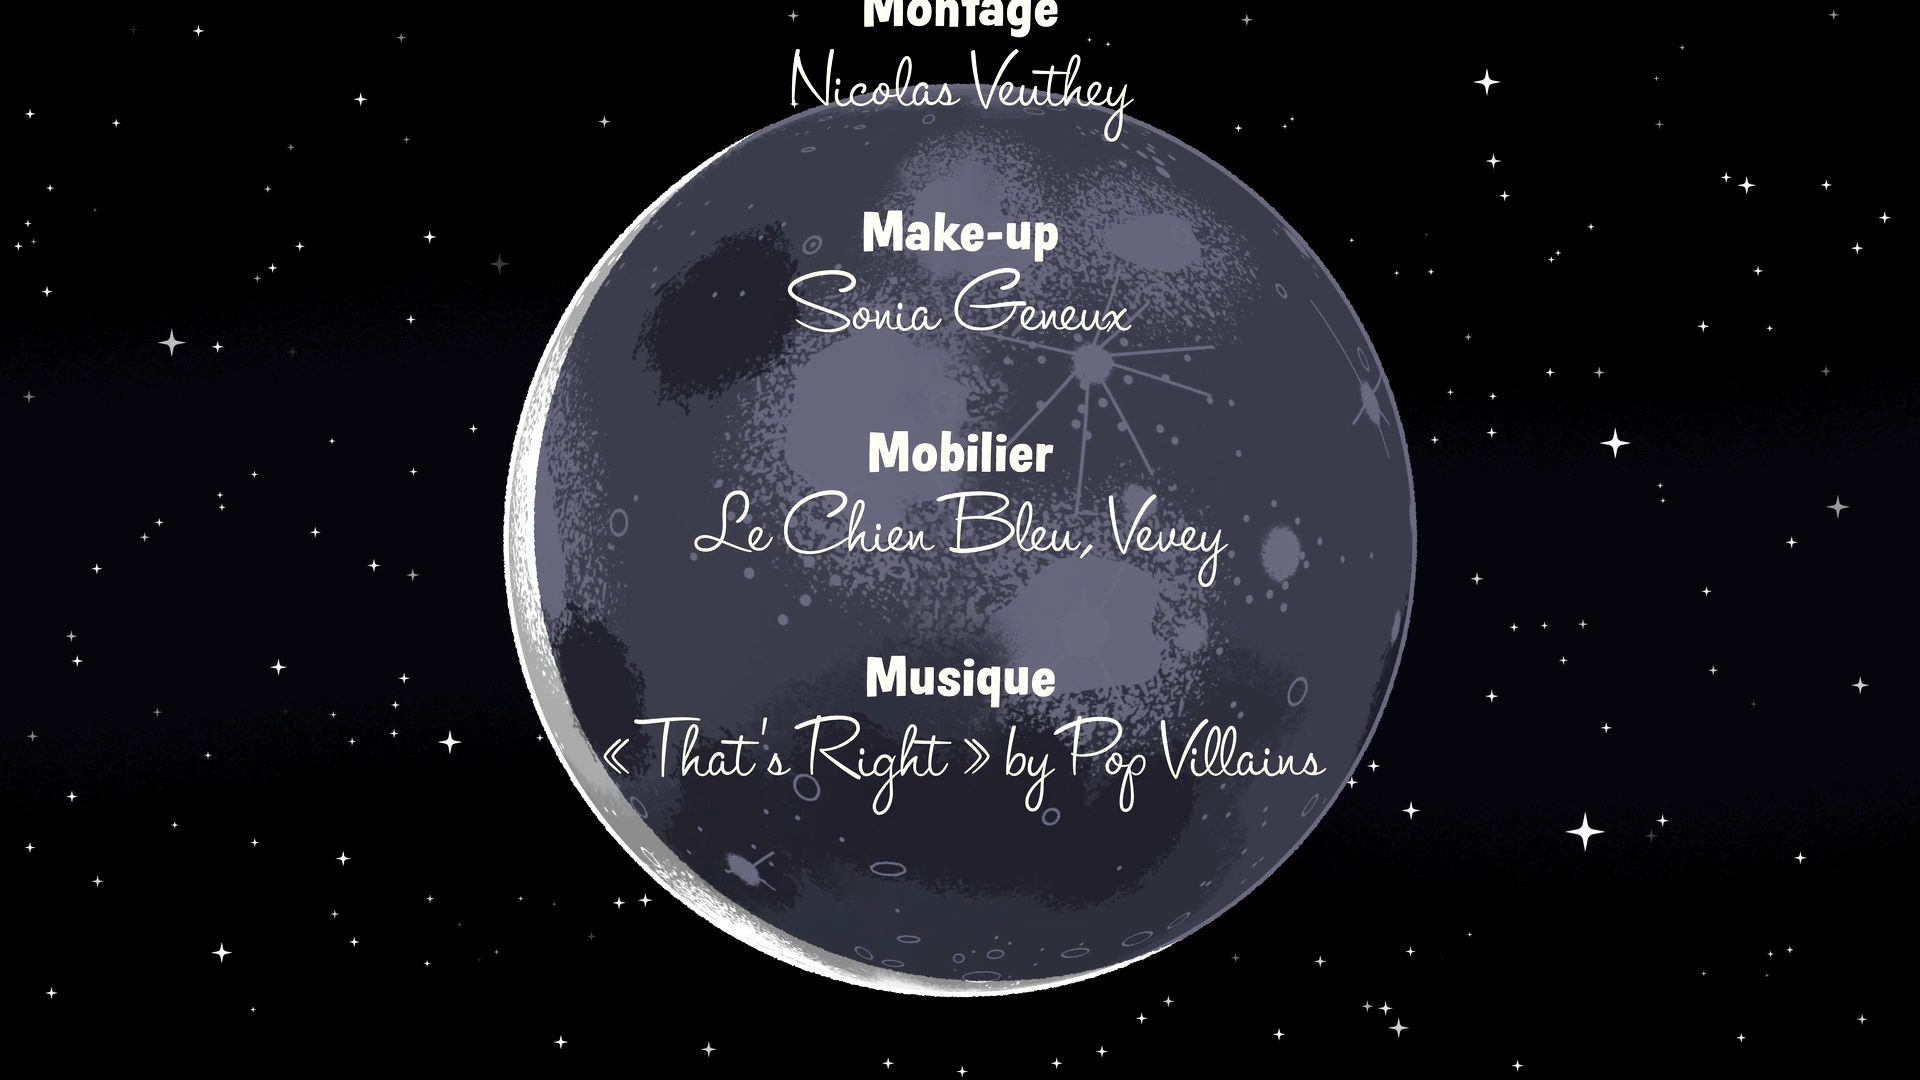 Montage
Nicolas Veuthey
Make-up
Sonia Geneux
Mobilier
Le Chien Bleu, Vevey
Musique
« That's Right » by Pop Villains